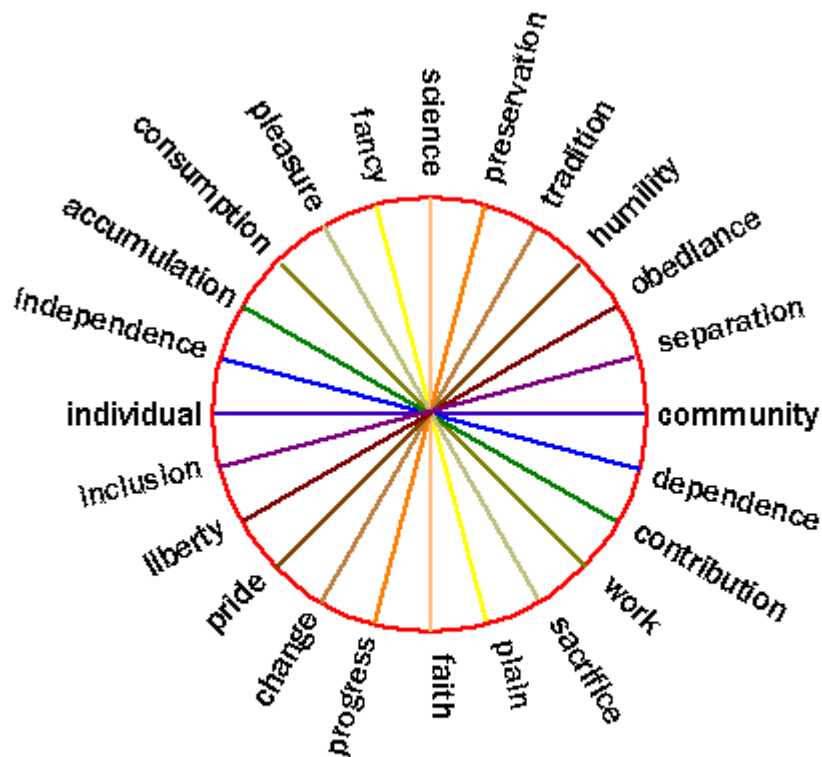 science
preservation
tradition
humility
obediance
separation
community
dependence
contribution
work
sacrifice
plain
faith
progress
change
pride
liberty
inclusion
individual
independence
accumulation
consumption
pleasure
fancy